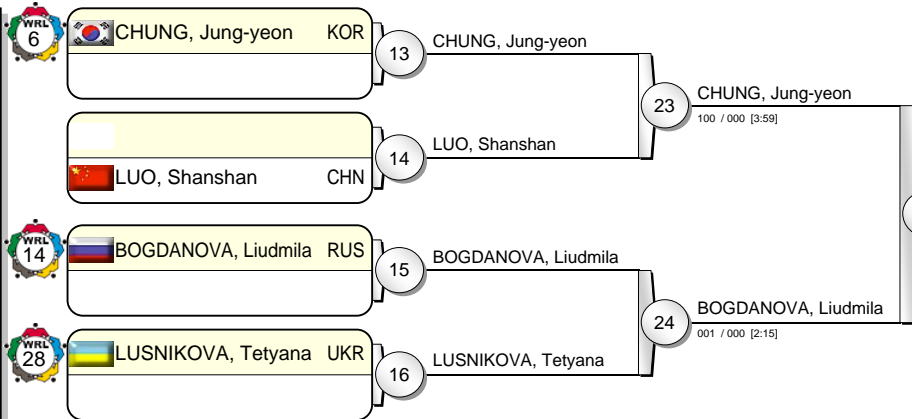 WRL
6
CHUNG, Jung-yeon KOR
13
CHUNG, Jung-yeon
23
CHUNG, Jung-yeon
100 / 000 [3:59]
14
LUO, Shanshan
LUO, Shanshan CHN
WRL
14
BOGDANOVA, Liudmila RUS
15
BOGDANOVA, Liudmila
24
BOGDANOVA, Liudmila
001 / 000 [2:15]
WRL
28
LUSNIKOVA, Tetyana UKR
16
LUSNIKOVA, Tetyana